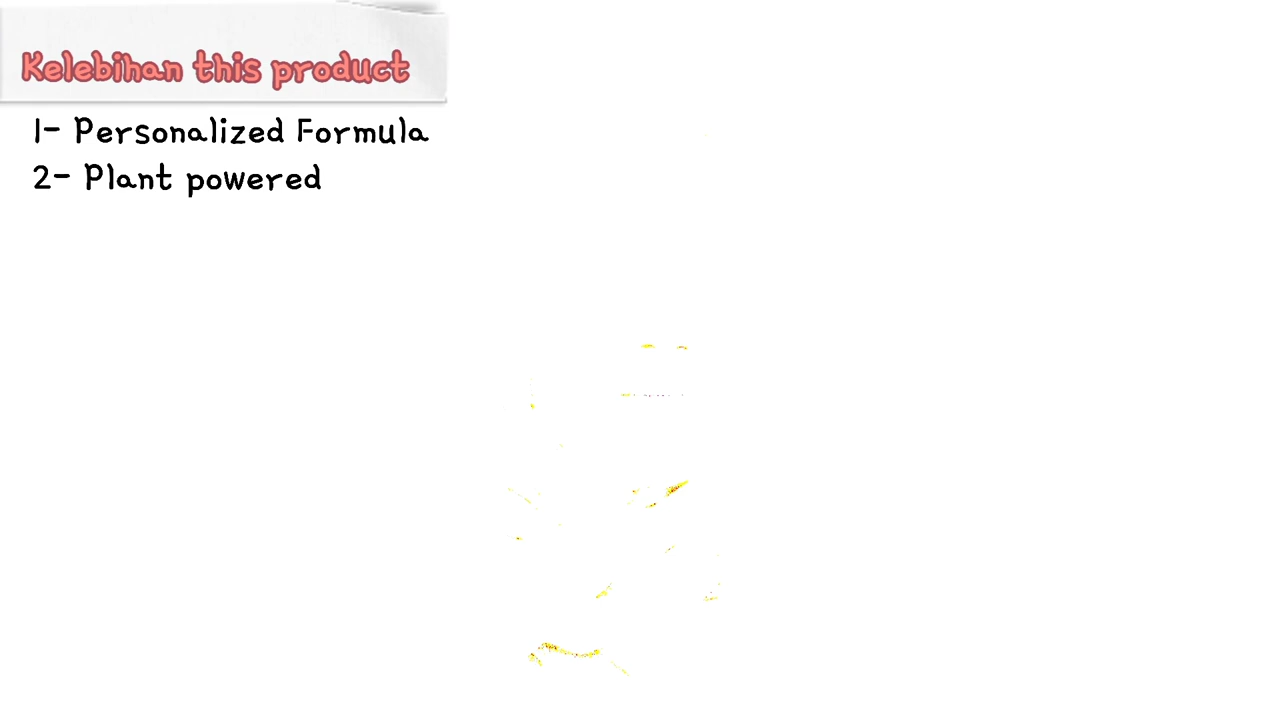 Kelebihan this product
1- Personalized Formula
2- Plant powered